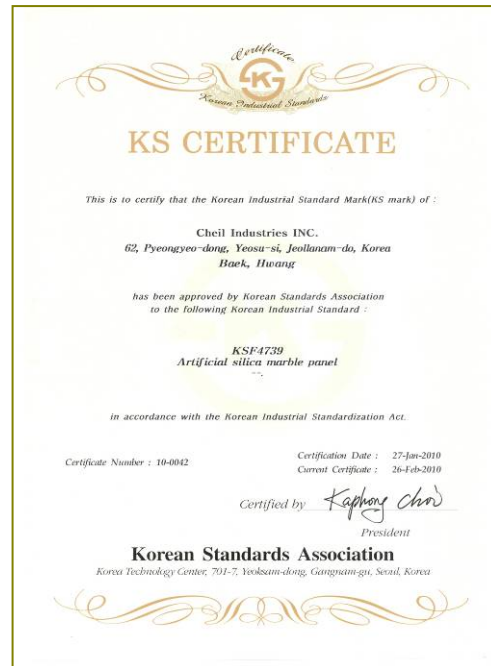 Certificate
KS
Korean Industrial Standards
KS CERTIFICATE
This is to certify that the Korean Industrial Standard Mark(KS mark) of :
Cheil Industries INC.
62, Pyeongyeo-dong, Yeosu-si, Jeollanam-do, Korea
Baek, Hwang
has been approved by Korean Standards Association
to the following Korean Industrial Standard :
KSF4739
Artificial silica marble panel
--.
in accordance with the Korean Industrial Standardization Act.
Certificate Number : 10-0042
Certification Date : 27-Jan-2010
Current Certificate : 26-Feb-2010
Certified by Kaphong Choi
President
Korean Standards Association
Korea Technology Center, 701-7, Yeoksam-dong, Gangnam-gu, Seoul, Korea